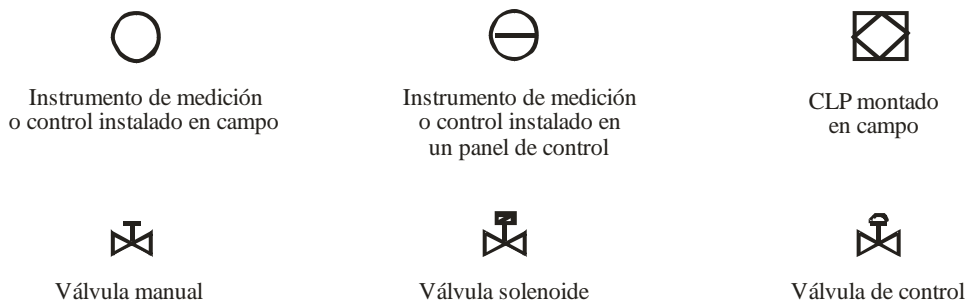 Instrumento de medición
o control instalado en campo
Instrumento de medición
o control instalado en
un panel de control
CLP montado
en campo
Válvula manual
Válvula solenoide
Válvula de control